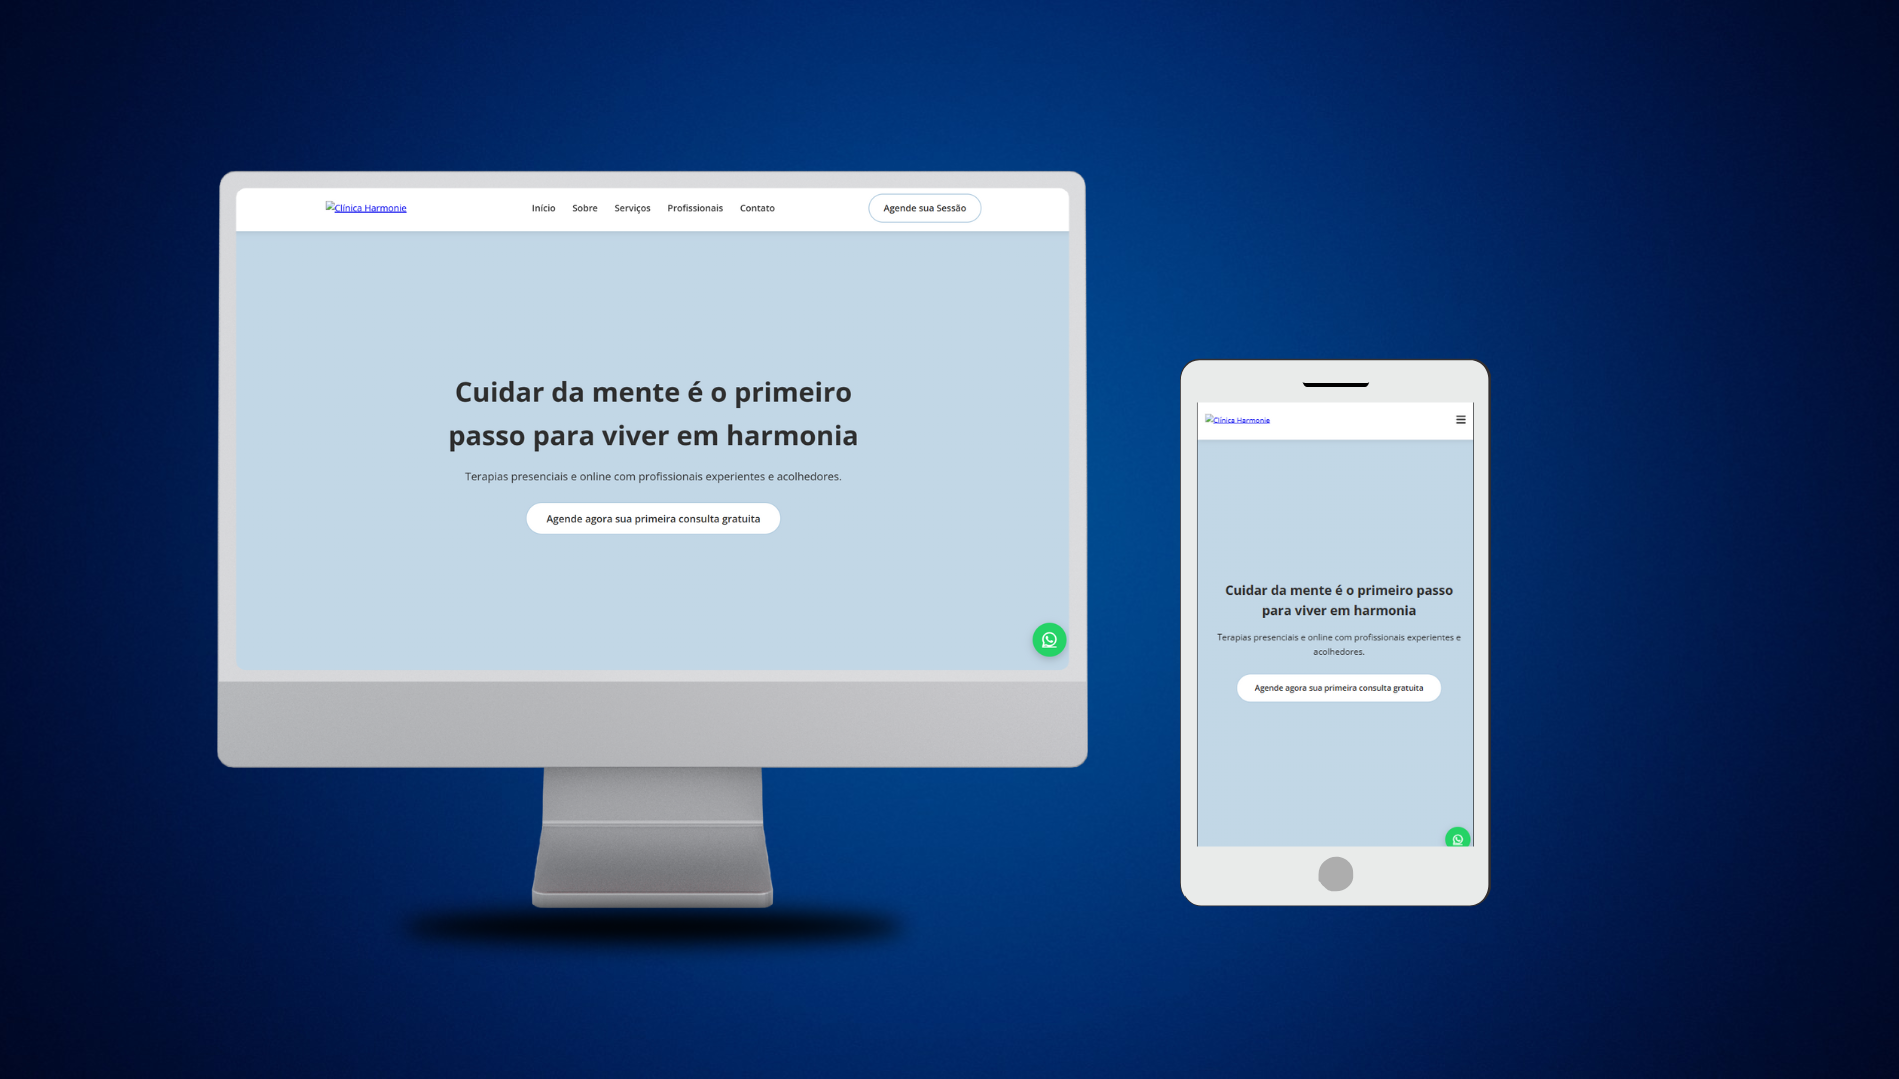 Clínica Harmonie
Início Sobre Serviços Profissionais Contato
Agende sua Sessão
Cuidar da mente é o primeiro
passo para viver em harmonia
Terapias presenciais e online com profissionais experientes e acolhedores.
Agende agora sua primeira consulta gratuita
Clínica Harmonie
Cuidar da mente é o primeiro passo
para viver em harmonia
Terapias presenciais e online com profissionais experientes e
acolhedores.
Agende agora sua primeira consulta gratuita